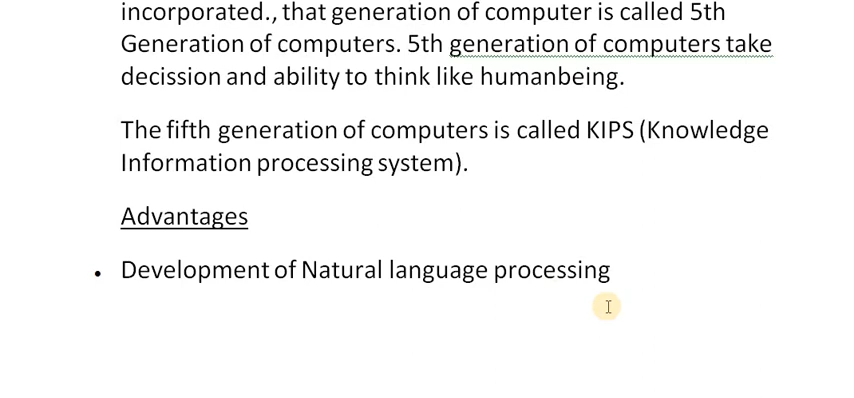 incorporated., that generation of computer is called 5th
Generation of computers. 5th generation of computers take
decission and ability to think like humanbeing.
The fifth generation of computers is called KIPS (Knowledge
Information processing system).
Advantages
• Development of Natural language processing